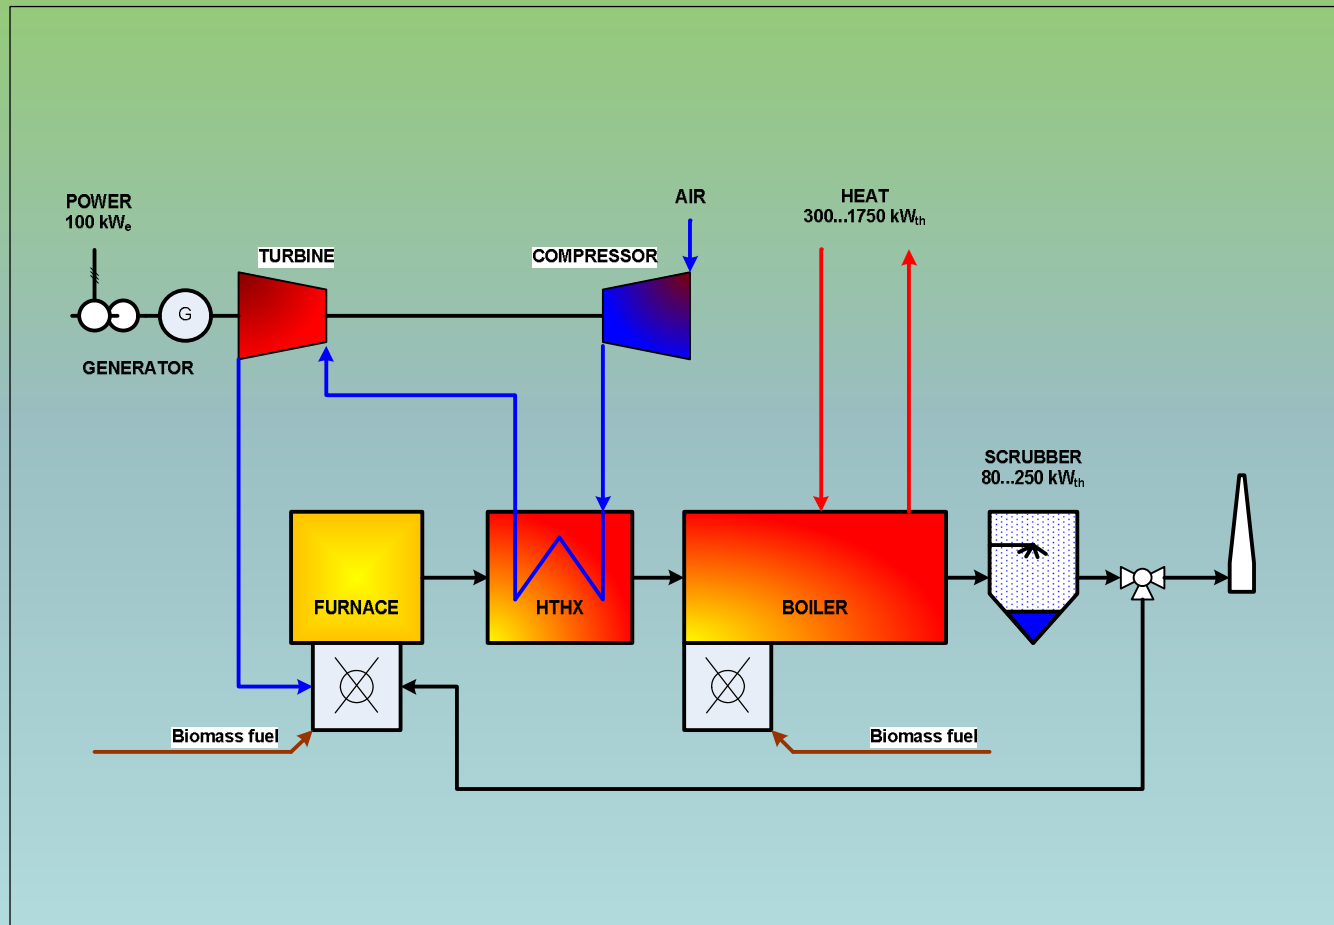 POWER
100 kWe
AIR
HEAT
300...1750 kWth
TURBINE
COMPRESSOR
G
GENERATOR
SCRUBBER
80...250 kWth
FURNACE
HTHX
BOILER
Biomass fuel
Biomass fuel